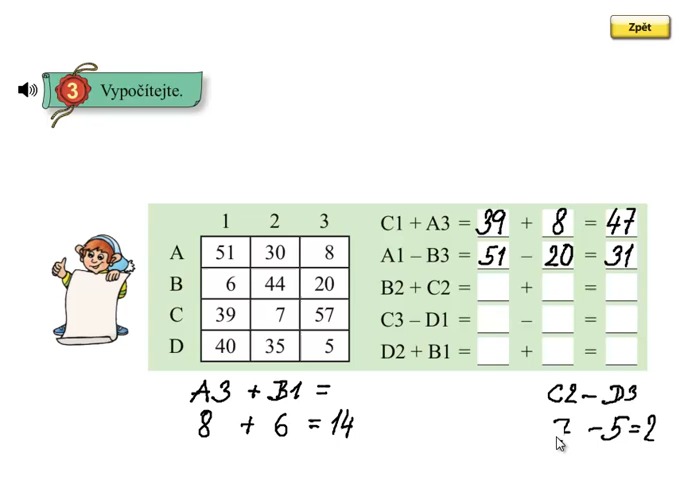 Zpět
3 Vypočítejte.
1 2 3
A 51 30 8
B 6 44 20
C 39 7 57
D 40 35 5
C1 + A3 = 39 + 8 = 47
A1 – B3 = 51 – 20 = 31
B2 + C2 = + =
C3 – D1 = – =
D2 + B1 = + =
A3 + B1 =
8 + 6 = 14
C2 – D3
7 – 5 = 2